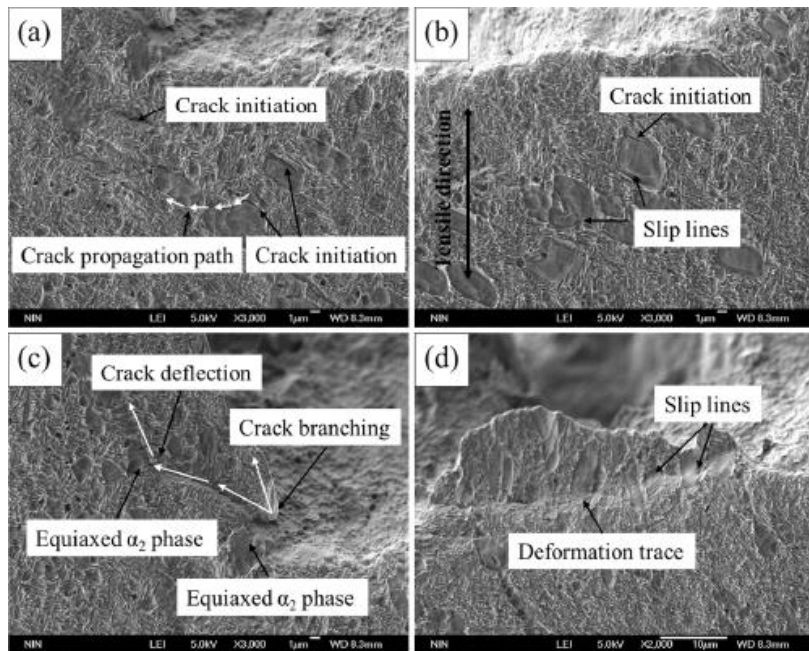 (a)
Crack initiation
Crack propagation path
Crack initiation
NIN LEI 5.0kV X3,000 1μm WD 8.3mm
(b)
Crack initiation
Tensile direction
Slip lines
NIN LEI 5.0kV X3,000 1μm WD 8.3mm
(c)
Crack deflection
Crack branching
Equiaxed α₂ phase
Equiaxed α₂ phase
NIN LEI 5.0kV X3,000 1μm WD 8.3mm
(d)
Slip lines
Deformation trace
NIN LEI 5.0kV X2,000 10μm WD 8.3mm